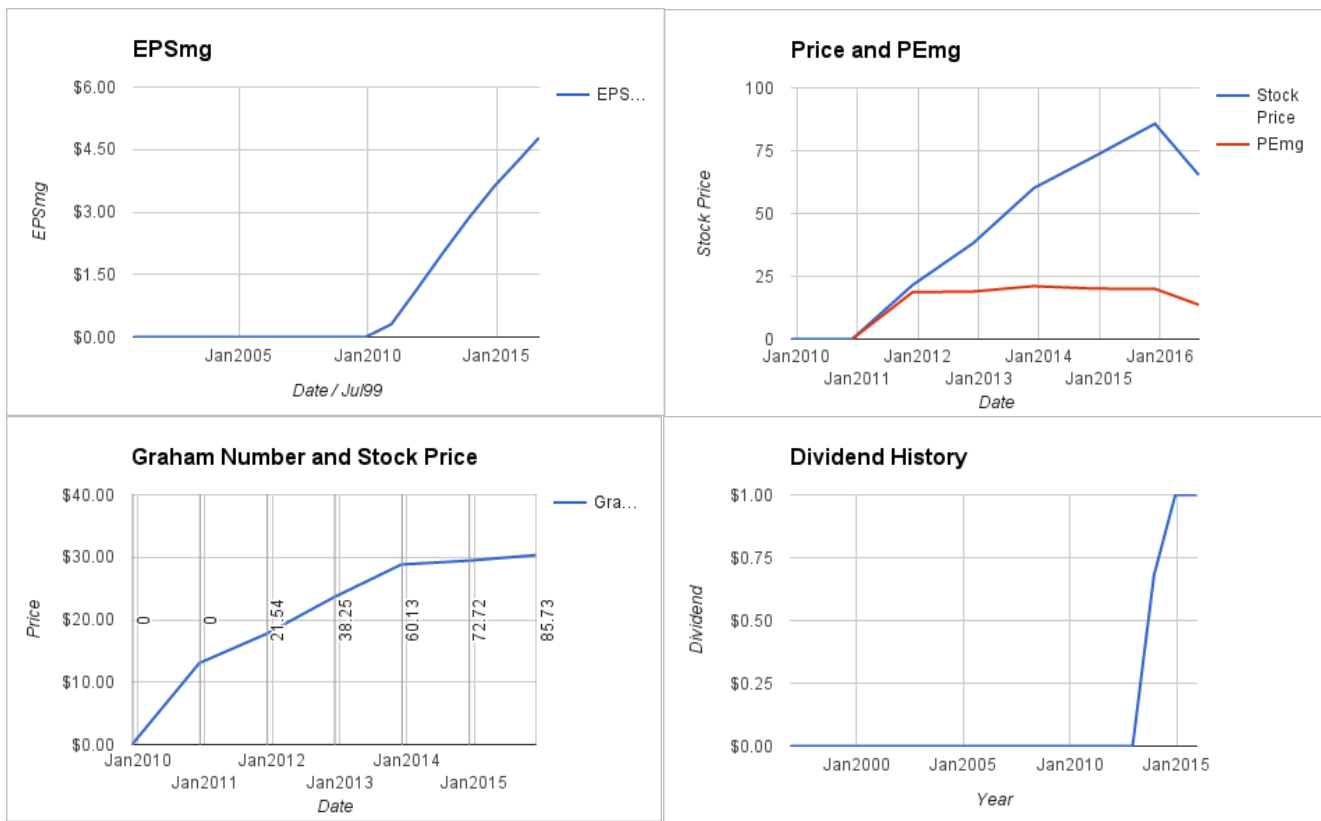 EPSmg
$6.00
$4.50
$3.00
$1.50
$0.00
EPSmg
EPS...
Jan2005
Jan2010
Jan2015
Date / Jul99
Price and PEmg
100
75
50
25
0
Stock Price
Stock
Price
PEmg
Jan2010
Jan2012
Jan2014
Jan2016
Jan2011
Jan2013
Jan2015
Date
Graham Number and Stock Price
$40.00
$30.00
$20.00
$10.00
$0.00
Price
Gra...
0
0
21.54
38.25
60.13
72.72
85.73
Jan2010
Jan2012
Jan2014
Jan2011
Jan2013
Jan2015
Date
Dividend History
$1.00
$0.75
$0.50
$0.25
$0.00
Dividend
Jan2000
Jan2005
Jan2010
Jan2015
Year